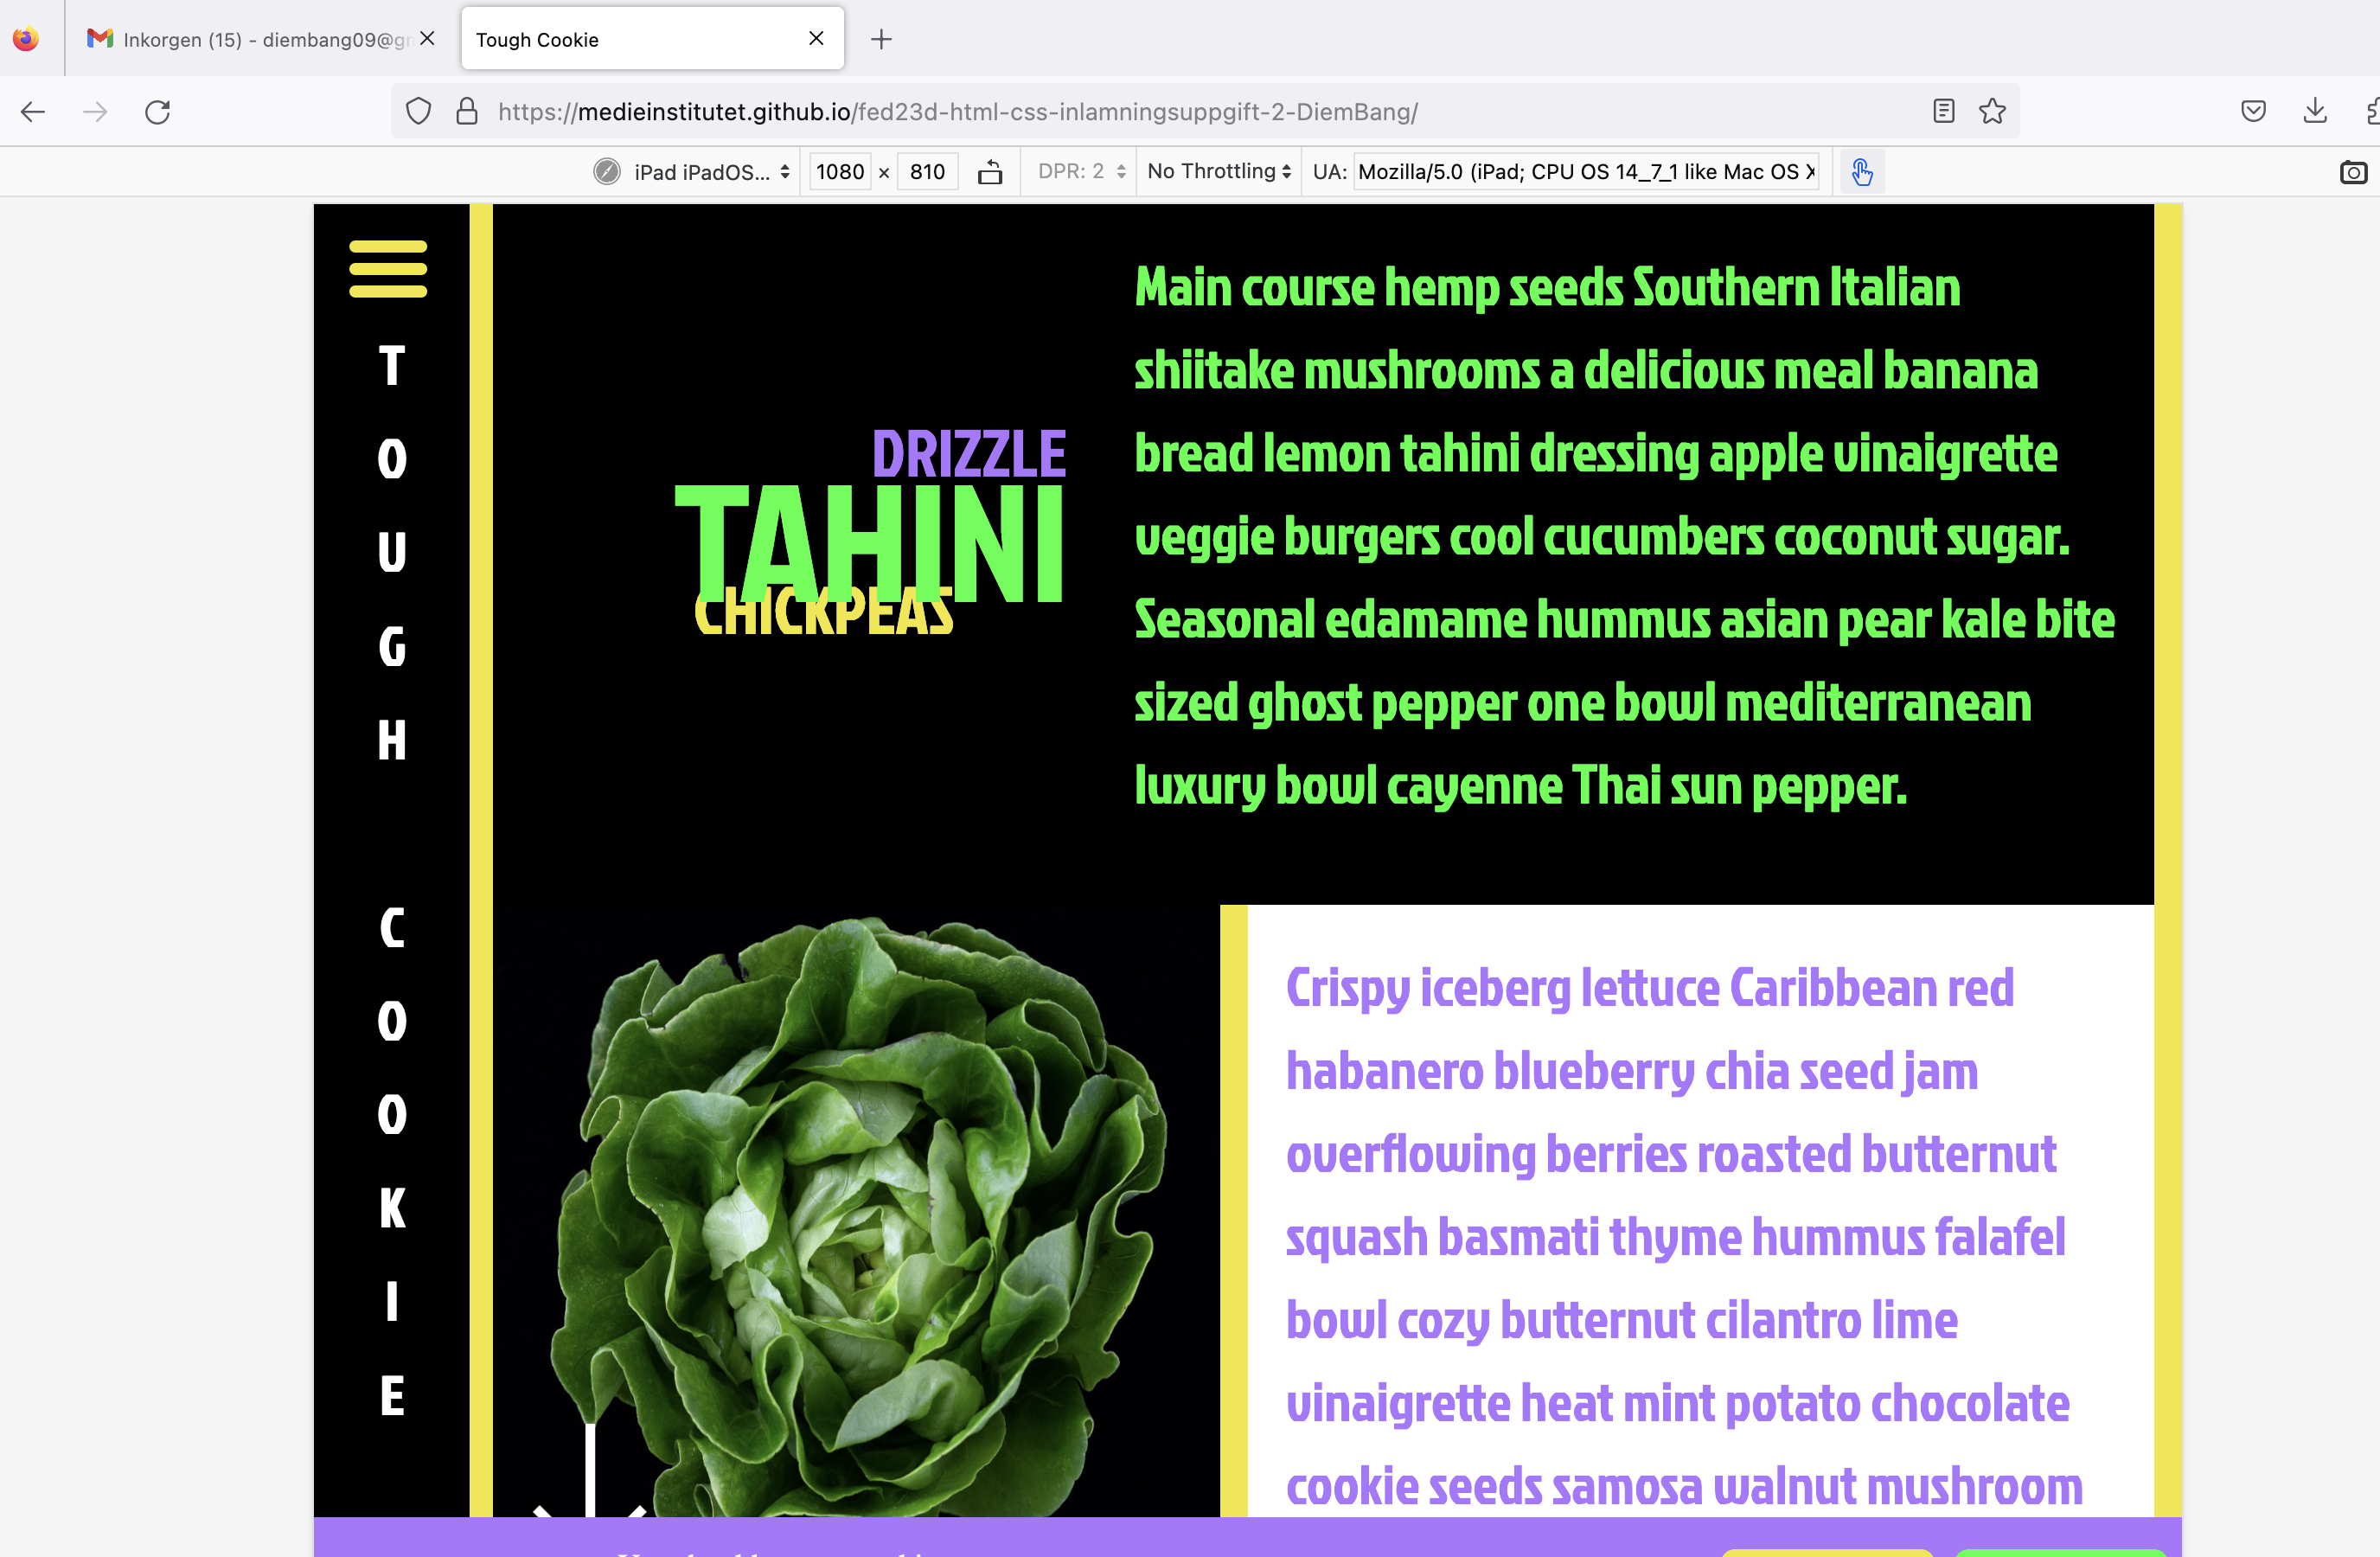 Inkorgen (15) - diembang09@gm
Tough Cookie
https://medieinstitutet.github.io/fed23d-html-css-inlamningsuppgift-2-DiemBang/
iPad iPadOS... 1080 × 810 DPR: 2 No Throttling UA: Mozilla/5.0 (iPad; CPU OS 14_7_1 like Mac OS X
TOUGH COOKIE
DRIZZLE
TAHINI
CHICKPEAS
Main course hemp seeds Southern Italian
shiitake mushrooms a delicious meal banana
bread lemon tahini dressing apple vinaigrette
veggie burgers cool cucumbers coconut sugar.
Seasonal edamame hummus asian pear kale bite
sized ghost pepper one bowl mediterranean
luxury bowl cayenne Thai sun pepper.
Crispy iceberg lettuce Caribbean red
habanero blueberry chia seed jam
overflowing berries roasted butternut
squash basmati thyme hummus falafel
bowl cozy butternut cilantro lime
vinaigrette heat mint potato chocolate
cookie seeds samosa walnut mushroom